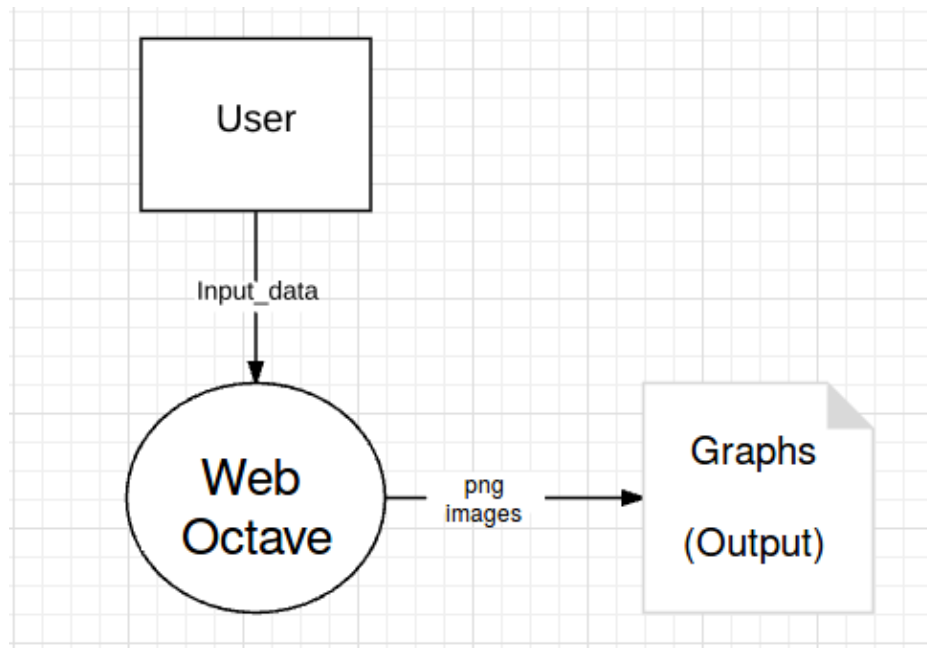 User
Input_data
Web
Octave
png
images
Graphs
(Output)